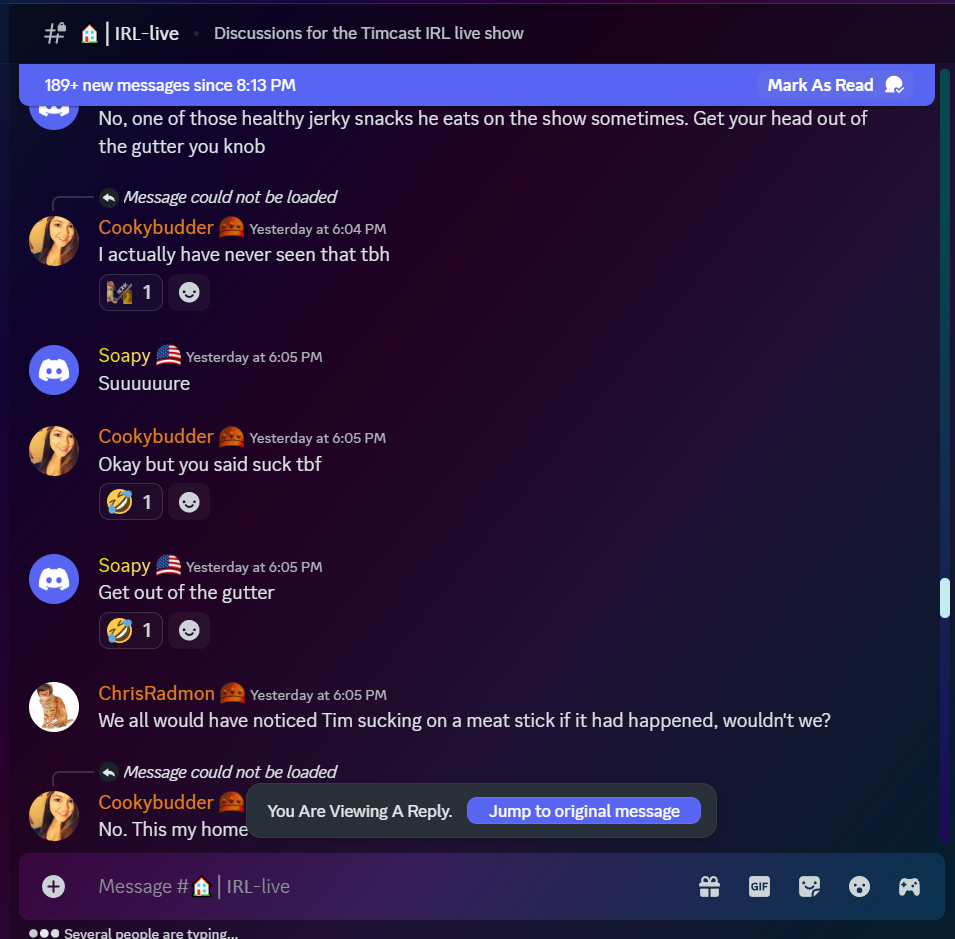 IRL-live • Discussions for the Timcast IRL live show
189+ new messages since 8:13 PM Mark As Read
No, one of those healthy jerky snacks he eats on the show sometimes. Get your head out of
the gutter you knob
Message could not be loaded
Cookybudder Yesterday at 6:04 PM
I actually have never seen that tbh
1
Soapy Yesterday at 6:05 PM
Suuuuuure
Cookybudder Yesterday at 6:05 PM
Okay but you said suck tbf
1
Soapy Yesterday at 6:05 PM
Get out of the gutter
1
ChrisRadmon Yesterday at 6:05 PM
We all would have noticed Tim sucking on a meat stick if it had happened, wouldn't we?
Message could not be loaded
Cookybudder
You Are Viewing A Reply. Jump to original message
No. This my home
Message #🏠 | IRL-live GIF
Several people are typing...